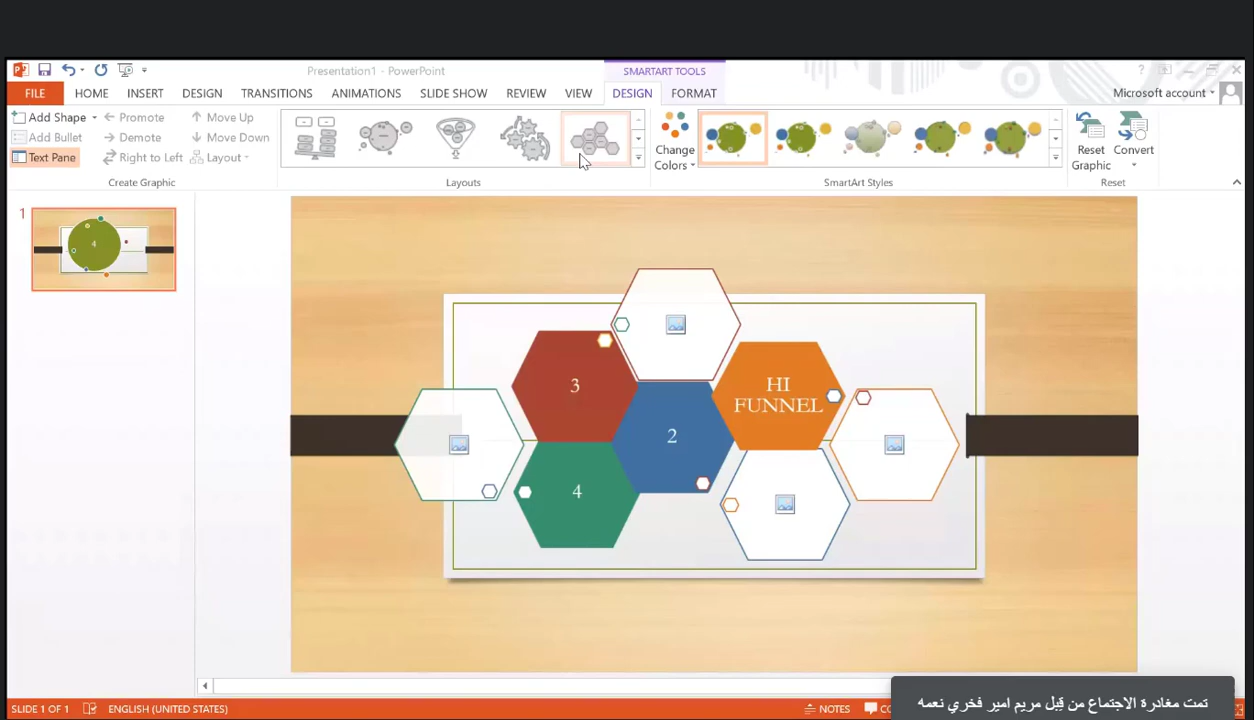 Presentation1 - PowerPoint
SMARTART TOOLS
?
FILE
HOME
INSERT
DESIGN
TRANSITIONS
ANIMATIONS
SLIDE SHOW
REVIEW
VIEW
DESIGN
FORMAT
Microsoft account
Add Shape
Promote
Move Up
Add Bullet
Demote
Move Down
Text Pane
Right to Left
Layout
Create Graphic
Layouts
Change
Colors
SmartArt Styles
Reset
Graphic
Convert
Reset
1
4
3
HI
FUNNEL
2
4
SLIDE 1 OF 1
ENGLISH (UNITED STATES)
NOTES
تمت مغادرة الاجتماع من قِبل مريم امير فخري نعمه